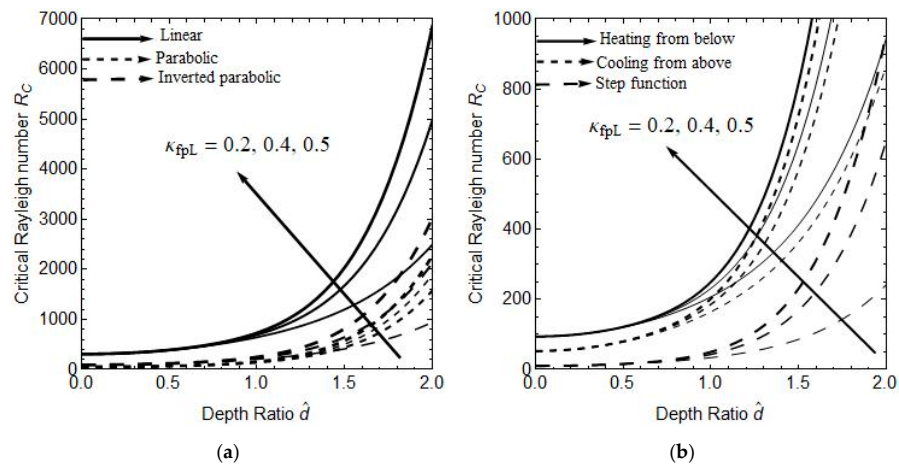 7000
6000
5000
4000
3000
2000
1000
0
Critical Rayleigh number R_C
Linear
Parabolic
Inverted parabolic
κ_fpL = 0.2, 0.4, 0.5
0.0 0.5 1.0 1.5 2.0
Depth Ratio d̂
(a)
1000
800
600
400
200
0
Critical Rayleigh number R_C
Heating from below
Cooling from above
Step function
κ_fpL = 0.2, 0.4, 0.5
0.0 0.5 1.0 1.5 2.0
Depth Ratio d̂
(b)